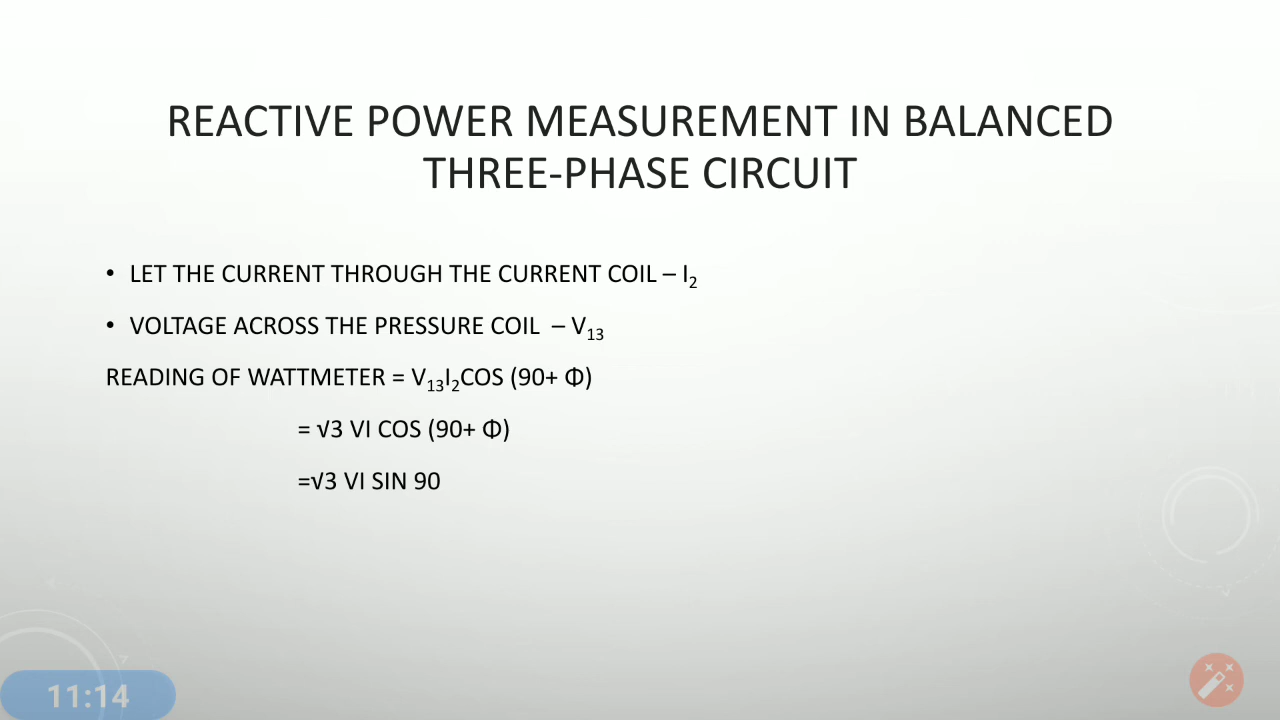 REACTIVE POWER MEASUREMENT IN BALANCED
THREE-PHASE CIRCUIT
• LET THE CURRENT THROUGH THE CURRENT COIL – I₂
• VOLTAGE ACROSS THE PRESSURE COIL – V₁₃
READING OF WATTMETER = V₁₃I₂COS (90+ Φ)
= √3 VI COS (90+ Φ)
=√3 VI SIN 90
11:14